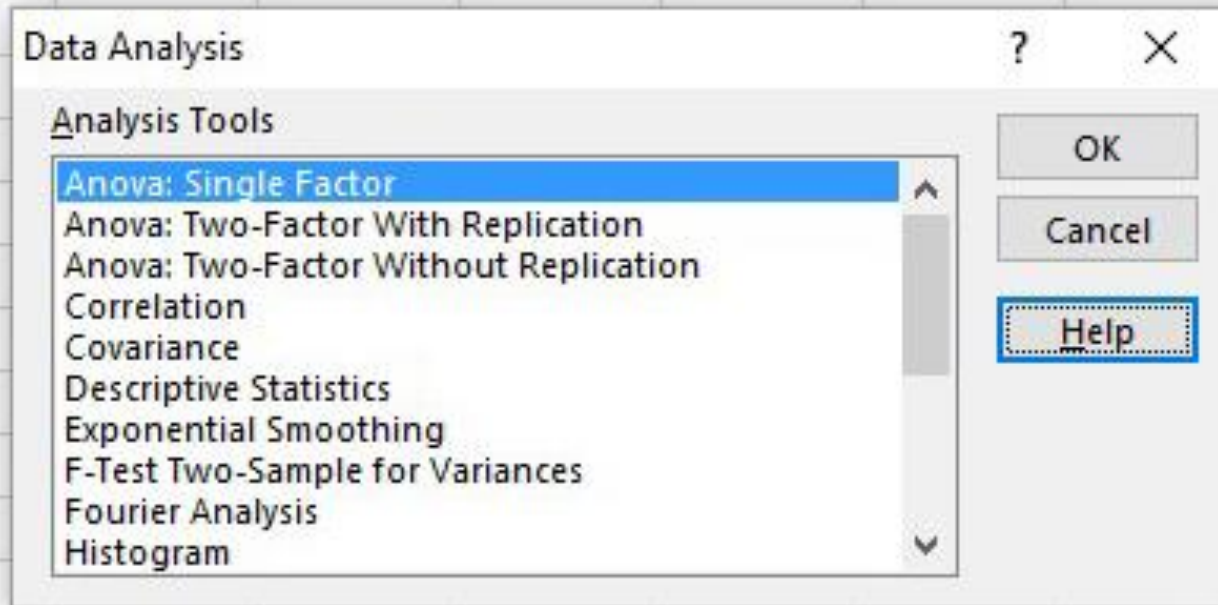 Data Analysis ?
Analysis Tools
Anova: Single Factor
Anova: Two-Factor With Replication
Anova: Two-Factor Without Replication
Correlation
Covariance
Descriptive Statistics
Exponential Smoothing
F-Test Two-Sample for Variances
Fourier Analysis
Histogram
OK
Cancel
Help